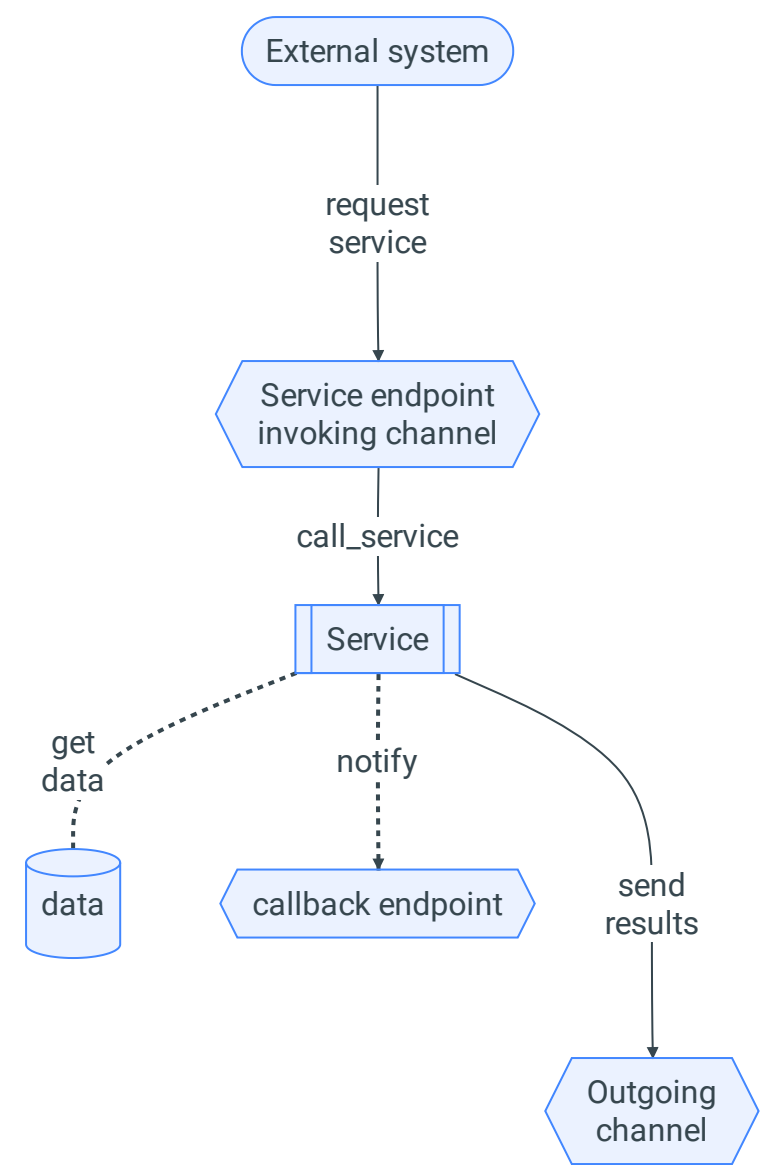 External system
request
service
Service endpoint
invoking channel
call_service
Service
get
data
notify
data
callback endpoint
send
results
Outgoing
channel